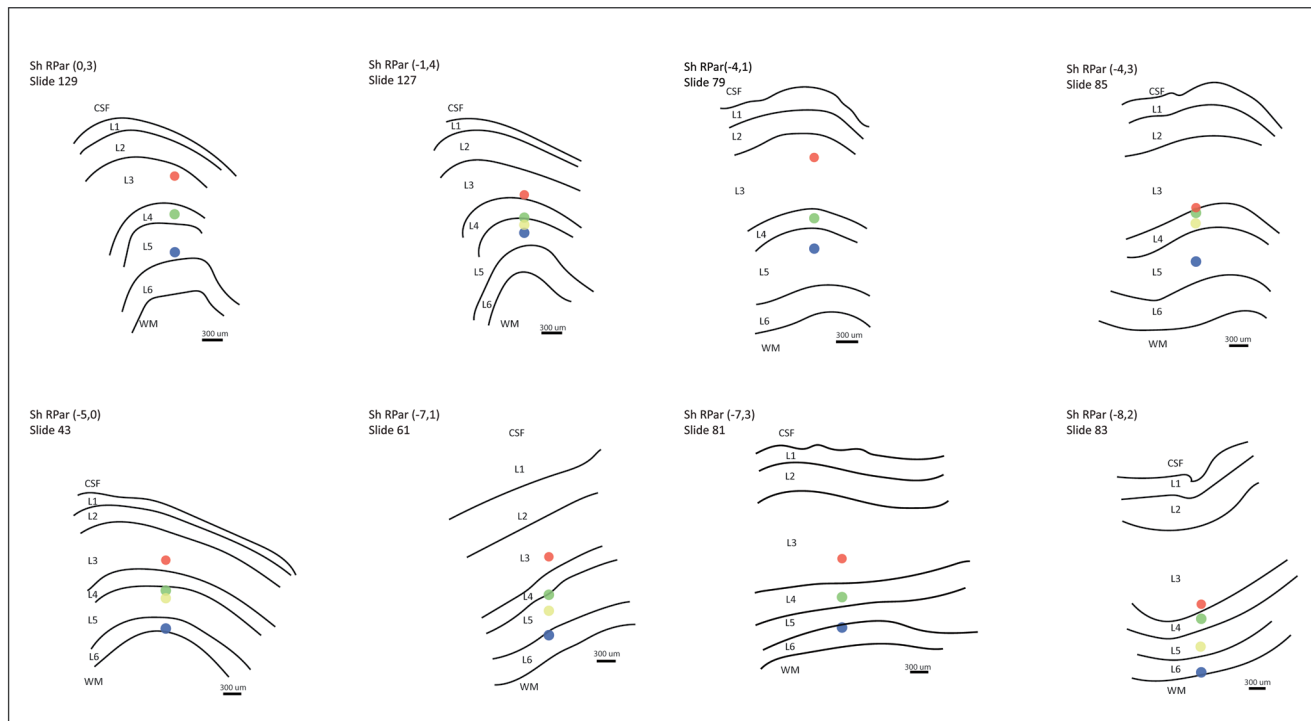 Sh RPar (0,3)
Slide 129
CSF
L1
L2
L3
L4
L5
L6
WM
300 um
Sh RPar (-1,4)
Slide 127
CSF
L1
L2
L3
L4
L5
L6
WM
300 um
Sh RPar(-4,1)
Slide 79
CSF
L1
L2
L3
L4
L5
L6
WM
300 um
Sh RPar (-4,3)
Slide 85
CSF
L1
L2
L3
L4
L5
L6
WM
300 um
Sh RPar (-5,0)
Slide 43
CSF
L1
L2
L3
L4
L5
L6
WM
300 um
Sh RPar (-7,1)
Slide 61
CSF
L1
L2
L3
L4
L5
L6
WM
300 um
Sh RPar (-7,3)
Slide 81
CSF
L1
L2
L3
L4
L5
L6
WM
300 um
Sh RPar (-8,2)
Slide 83
CSF
L1
L2
L3
L4
L5
L6
WM
300 um